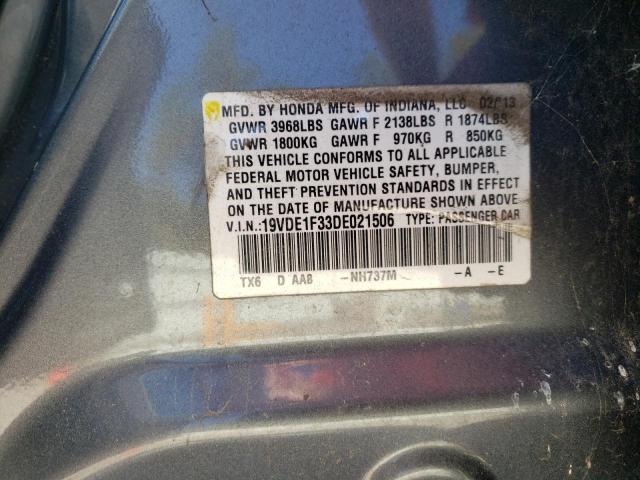 MFD. BY HONDA MFG. OF INDIANA, LLC 02/13
GVWR 3968LBS GAWR F 2138LBS R 1874LBS
GVWR 1800KG GAWR F 970KG R 850KG
THIS VEHICLE CONFORMS TO ALL APPLICABLE
FEDERAL MOTOR VEHICLE SAFETY, BUMPER,
AND THEFT PREVENTION STANDARDS IN EFFECT
ON THE DATE OF MANUFACTURE SHOWN ABOVE
V.I.N.:19VDE1F33DE021506 TYPE: PASSENGER CAR
TX6 D AA8 -NH737M -A -E